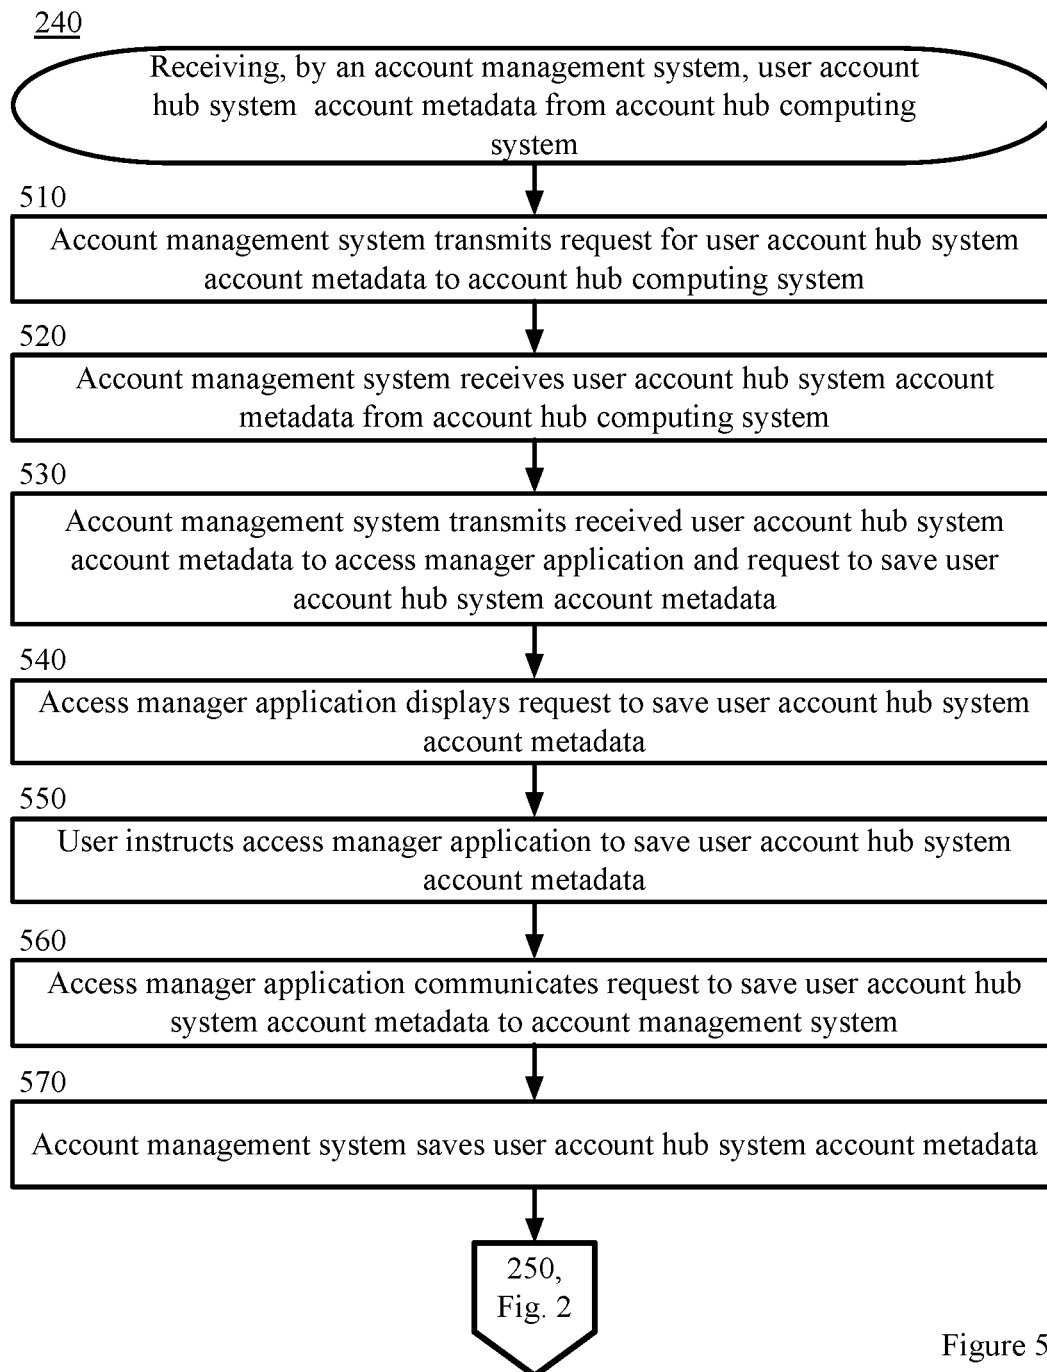 240
Receiving, by an account management system, user account
hub system account metadata from account hub computing
system
510
Account management system transmits request for user account hub system
account metadata to account hub computing system
520
Account management system receives user account hub system account
metadata from account hub computing system
530
Account management system transmits received user account hub system
account metadata to access manager application and request to save user
account hub system account metadata
540
Access manager application displays request to save user account hub system
account metadata
550
User instructs access manager application to save user account hub system
account metadata
560
Access manager application communicates request to save user account hub
system account metadata to account management system
570
Account management system saves user account hub system account metadata
250,
Fig. 2
Figure 5